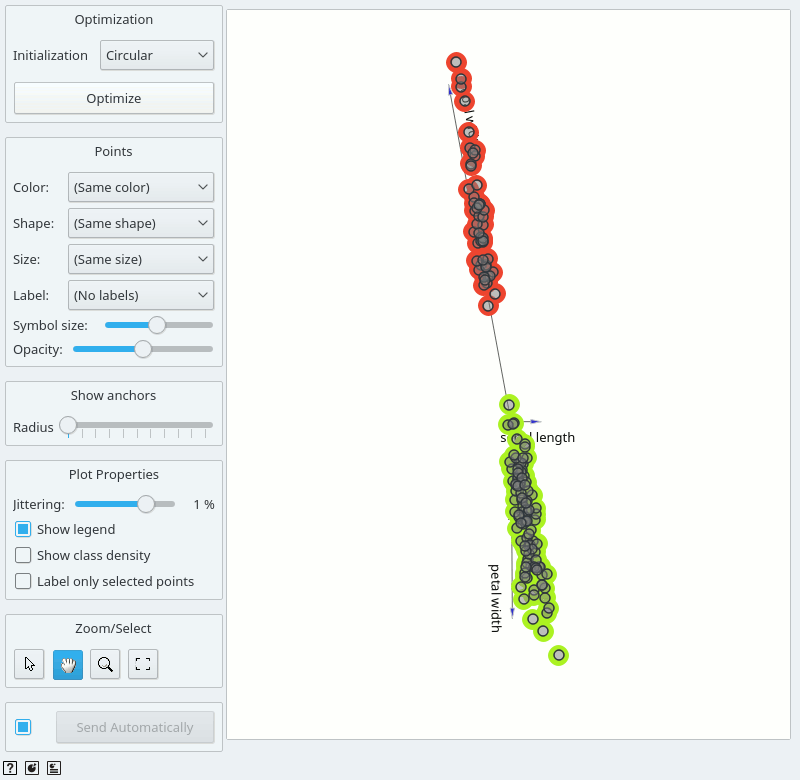 Optimization
Initialization Circular
Optimize
Points
Color: (Same color)
Shape: (Same shape)
Size: (Same size)
Label: (No labels)
Symbol size:
Opacity:
Show anchors
Radius
Plot Properties
Jittering: 1 %
Show legend
Show class density
Label only selected points
Zoom/Select
Send Automatically
length
petal width